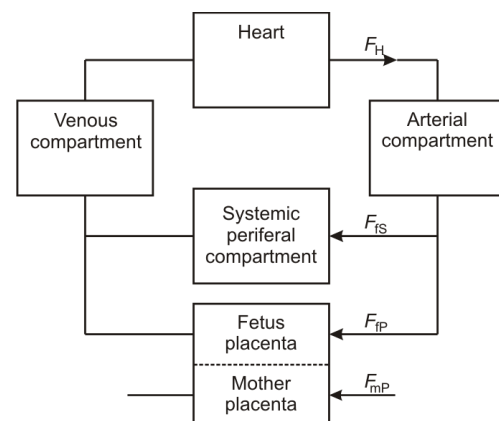 Heart
F_H
Venous
compartment
Arterial
compartment
Systemic
periferal
compartment
F_fS
Fetus
placenta
F_fP
Mother
placenta
F_mP